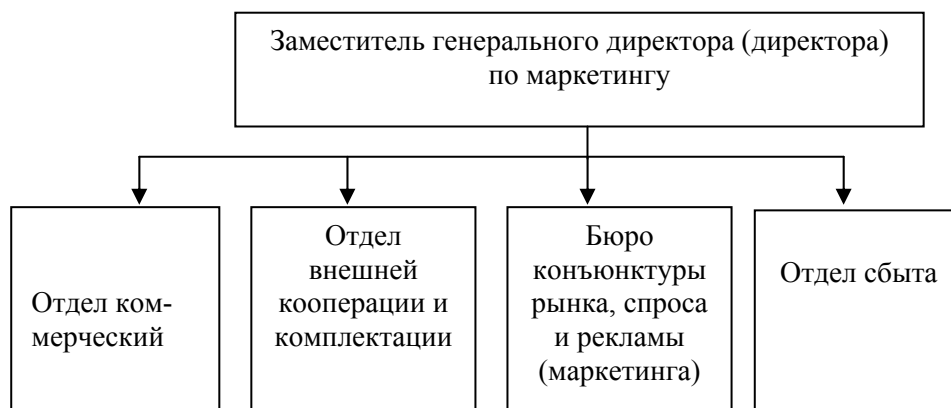 Заместитель генерального директора (директора)
по маркетингу
Отдел ком-
мерческий
Отдел
внешней
кооперации и
комплектации
Бюро
конъюнктуры
рынка, спроса
и рекламы
(маркетинга)
Отдел сбыта